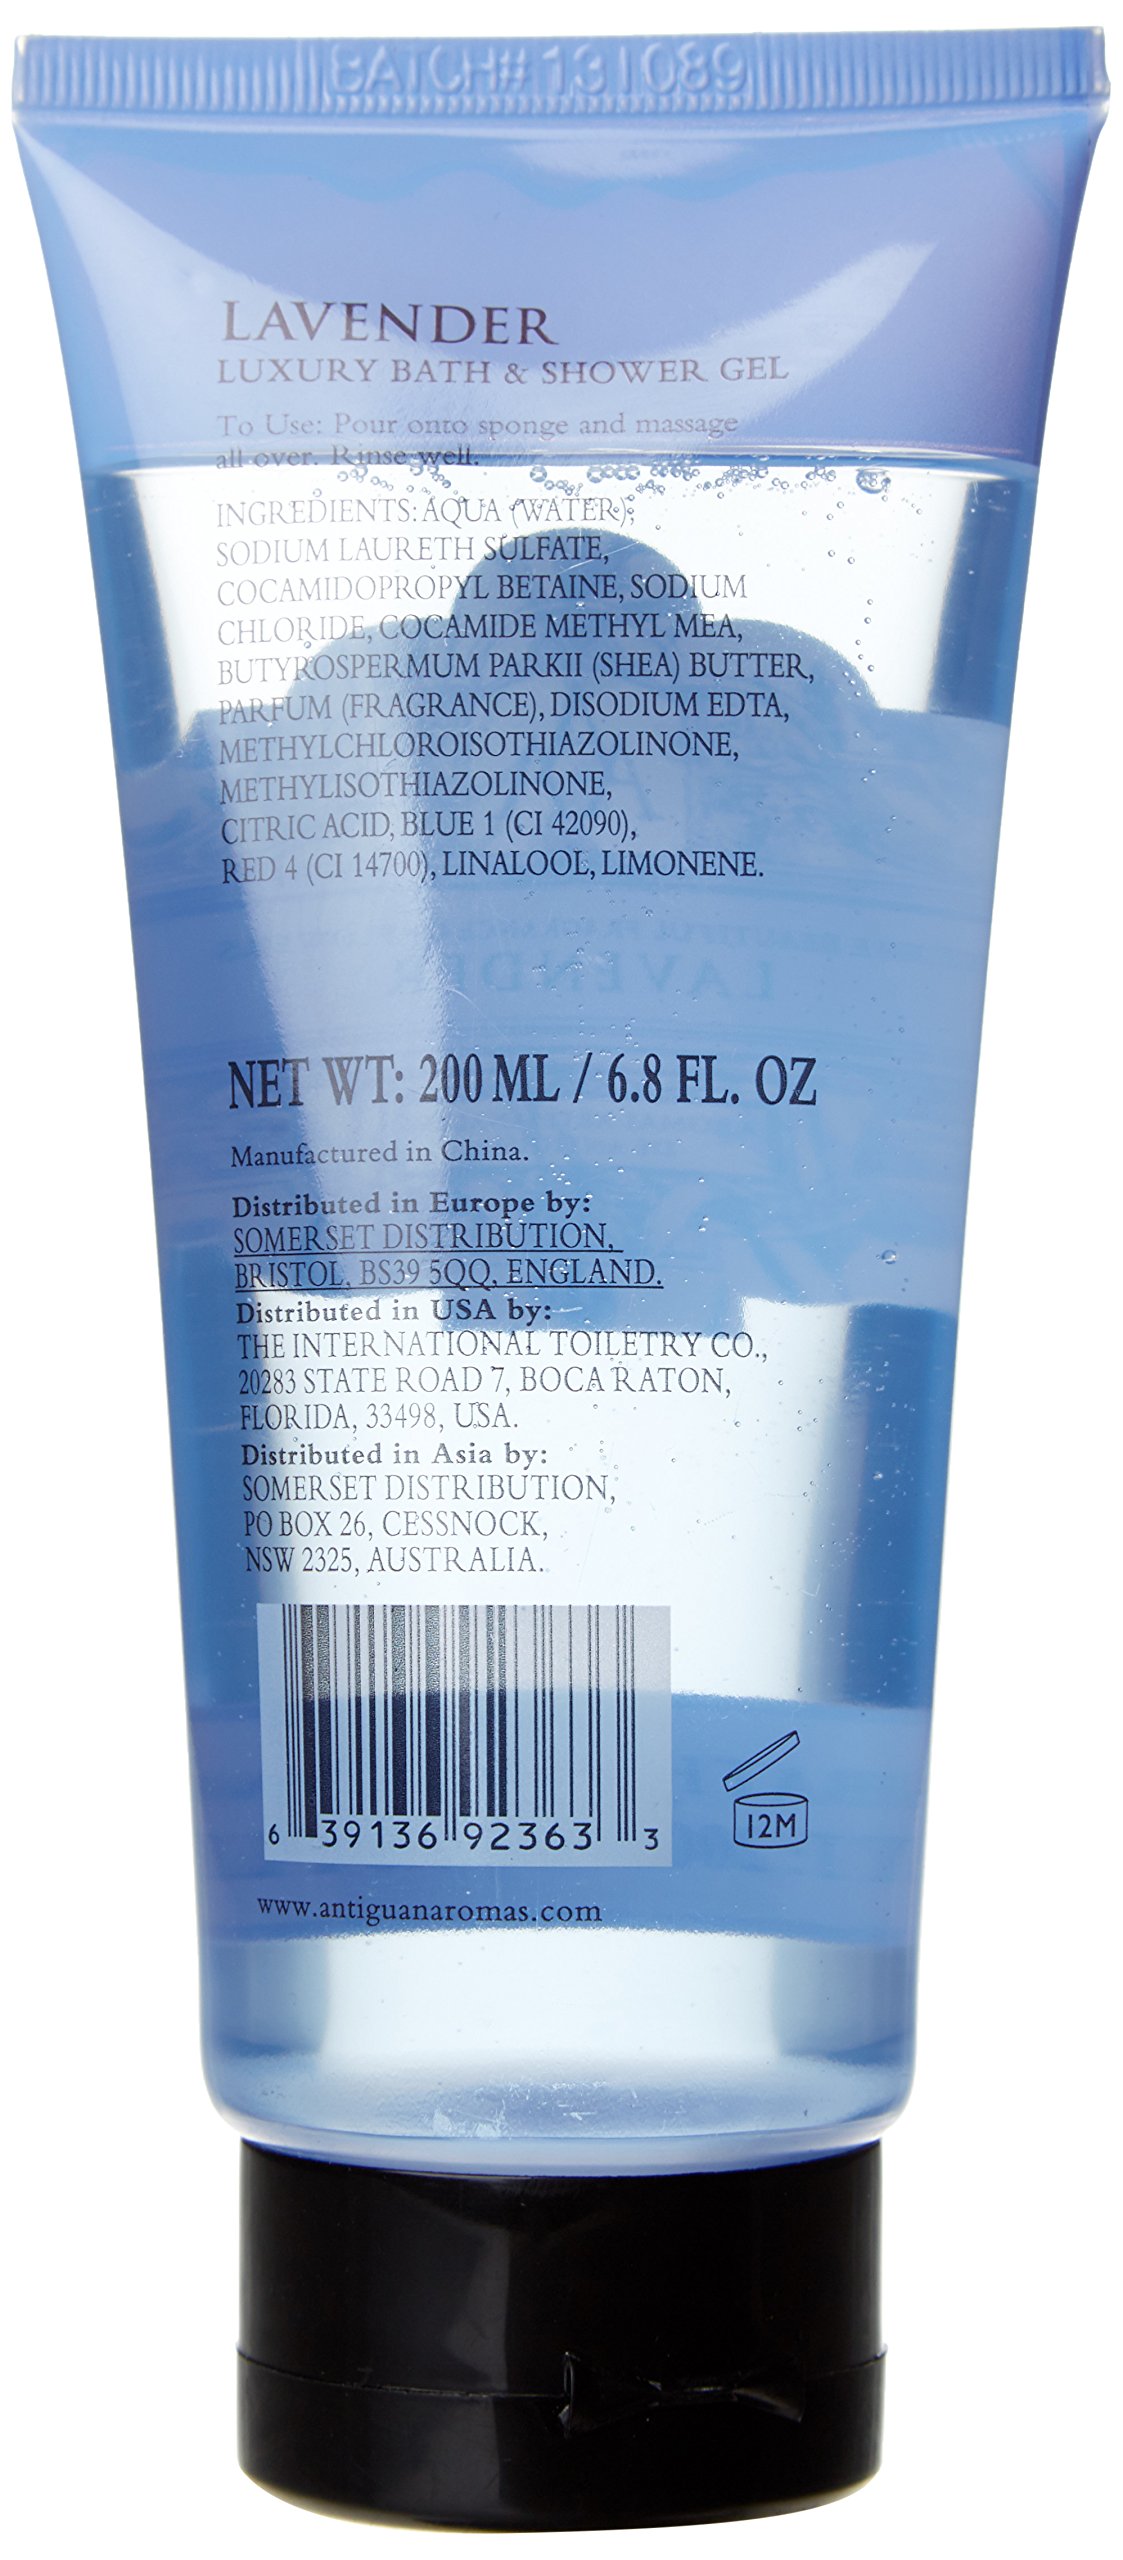 BATCH# 131089
LAVENDER
LUXURY BATH & SHOWER GEL
To Use: Pour onto sponge and massage
all over. Rinse well.
INGREDIENTS: AQUA (WATER),
SODIUM LAURETH SULFATE,
COCAMIDOPROPYL BETAINE, SODIUM
CHLORIDE, COCAMIDE METHYL MEA,
BUTYROSPERMUM PARKII (SHEA) BUTTER,
PARFUM (FRAGRANCE), DISODIUM EDTA,
METHYLCHLOROISOTHIAZOLINONE,
METHYLISOTHIAZOLINONE,
CITRIC ACID, BLUE 1 (CI 42090),
RED 4 (CI 14700), LINALOOL, LIMONENE.
LAVENDER
NET WT: 200 ML / 6.8 FL. OZ
Manufactured in China.
Distributed in Europe by:
SOMERSET DISTRIBUTION,
BRISTOL, BS39 5QQ, ENGLAND.
Distributed in USA by:
THE INTERNATIONAL TOILETRY CO.,
20283 STATE ROAD 7, BOCA RATON,
FLORIDA, 33498, USA.
Distributed in Asia by:
SOMERSET DISTRIBUTION,
PO BOX 26, CESSNOCK,
NSW 2325, AUSTRALIA.
6 39136 92363 3
12M
www.antiguanaromas.com